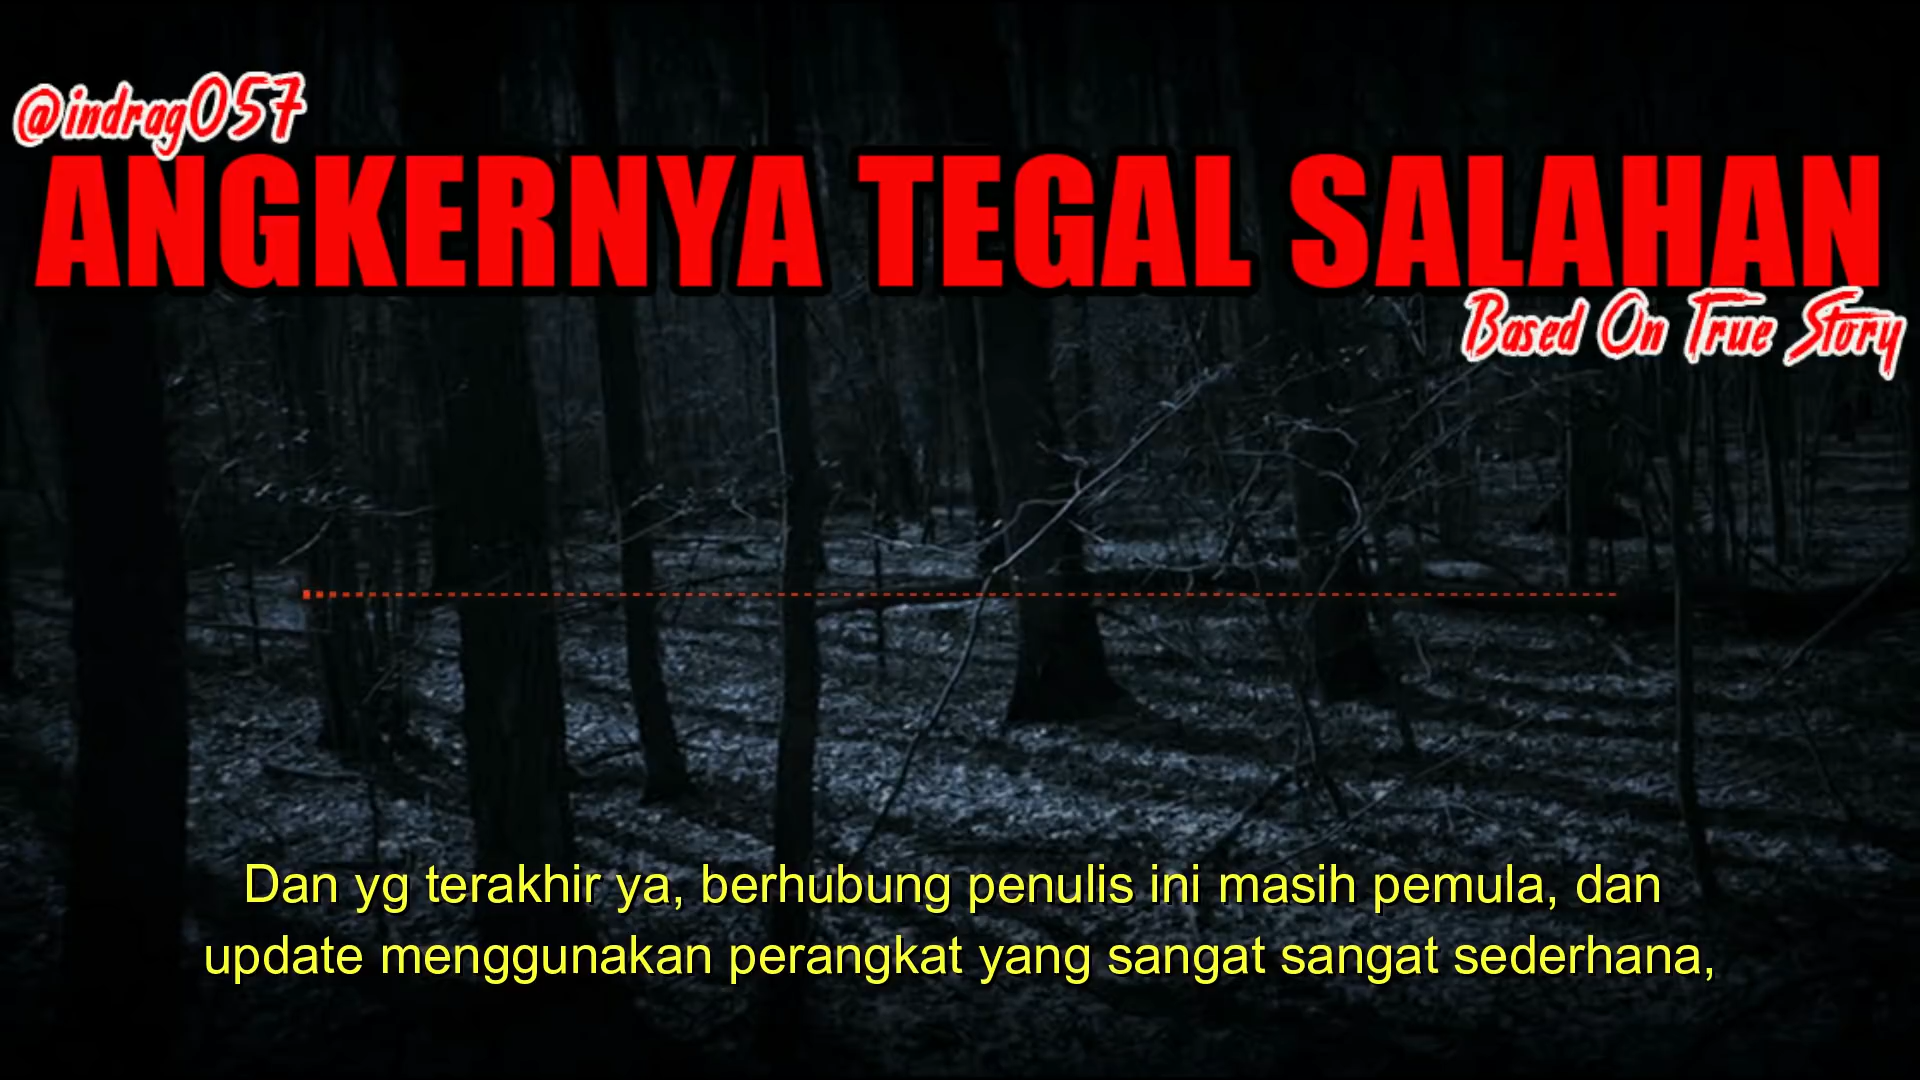 @indrag057
ANGKERNYA TEGAL SALAHAN
Based On True Story
Dan yg terakhir ya, berhubung penulis ini masih pemula, dan
update menggunakan perangkat yang sangat sangat sederhana,